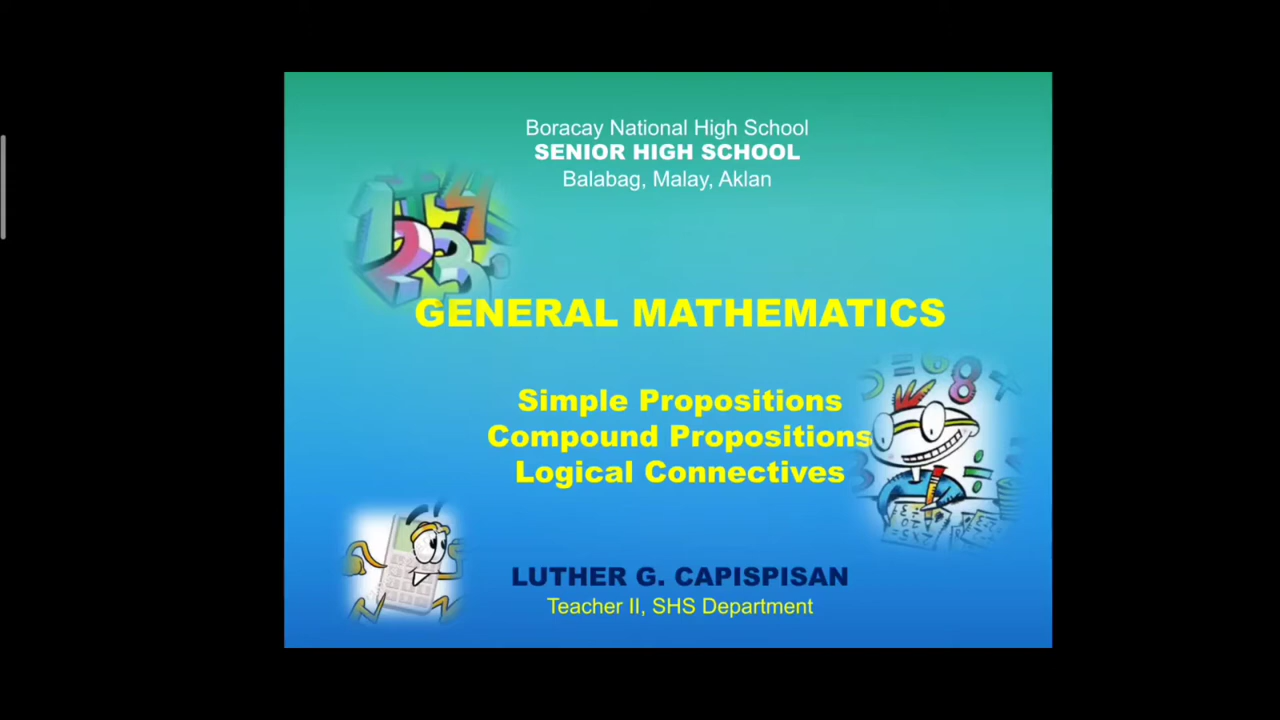 Boracay National High School
SENIOR HIGH SCHOOL
Balabag, Malay, Aklan
GENERAL MATHEMATICS
Simple Propositions
Compound Propositions
Logical Connectives
LUTHER G. CAPISPISAN
Teacher II, SHS Department